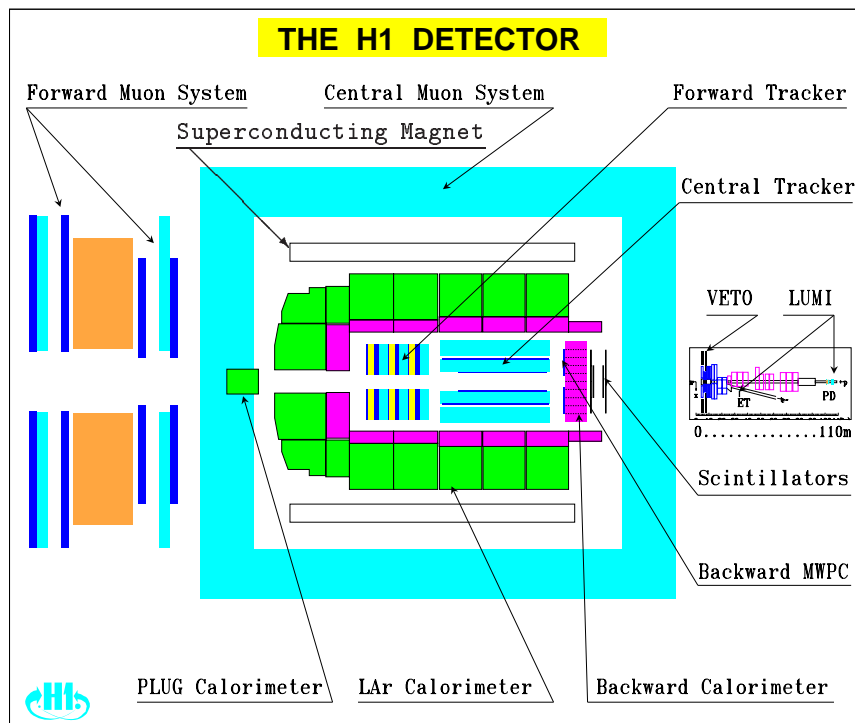 THE H1 DETECTOR
Forward Muon System
Central Muon System
Forward Tracker
Superconducting Magnet
Central Tracker
VETO
LUMI
ET
PD
0..............110m
Scintillators
Backward MWPC
PLUG Calorimeter
LAr Calorimeter
Backward Calorimeter
H1